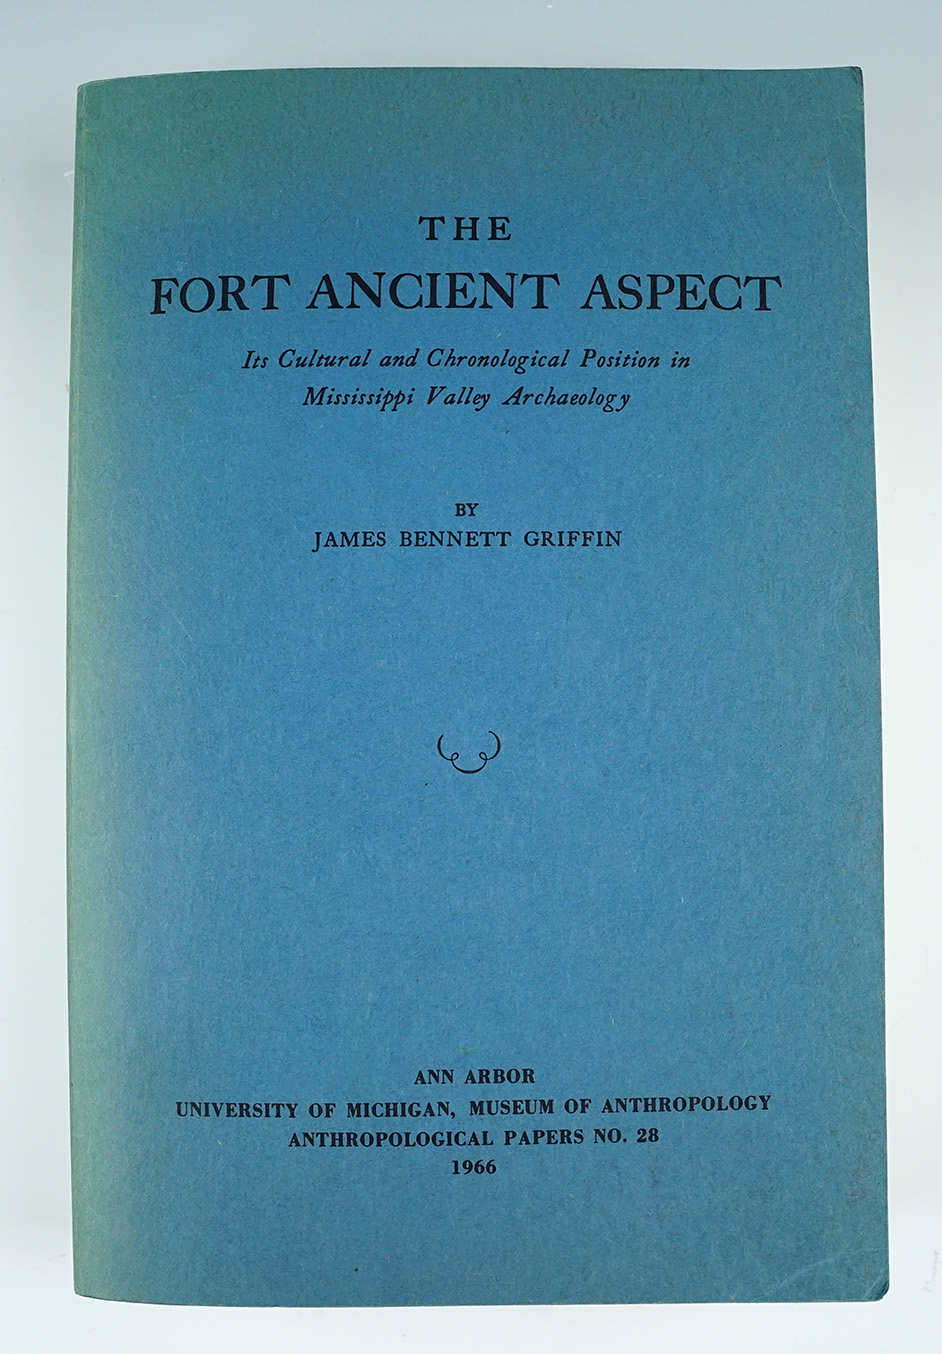 THE
FORT ANCIENT ASPECT
Its Cultural and Chronological Position in
Mississippi Valley Archaeology
BY
JAMES BENNETT GRIFFIN
ANN ARBOR
UNIVERSITY OF MICHIGAN, MUSEUM OF ANTHROPOLOGY
ANTHROPOLOGICAL PAPERS NO. 28
1966